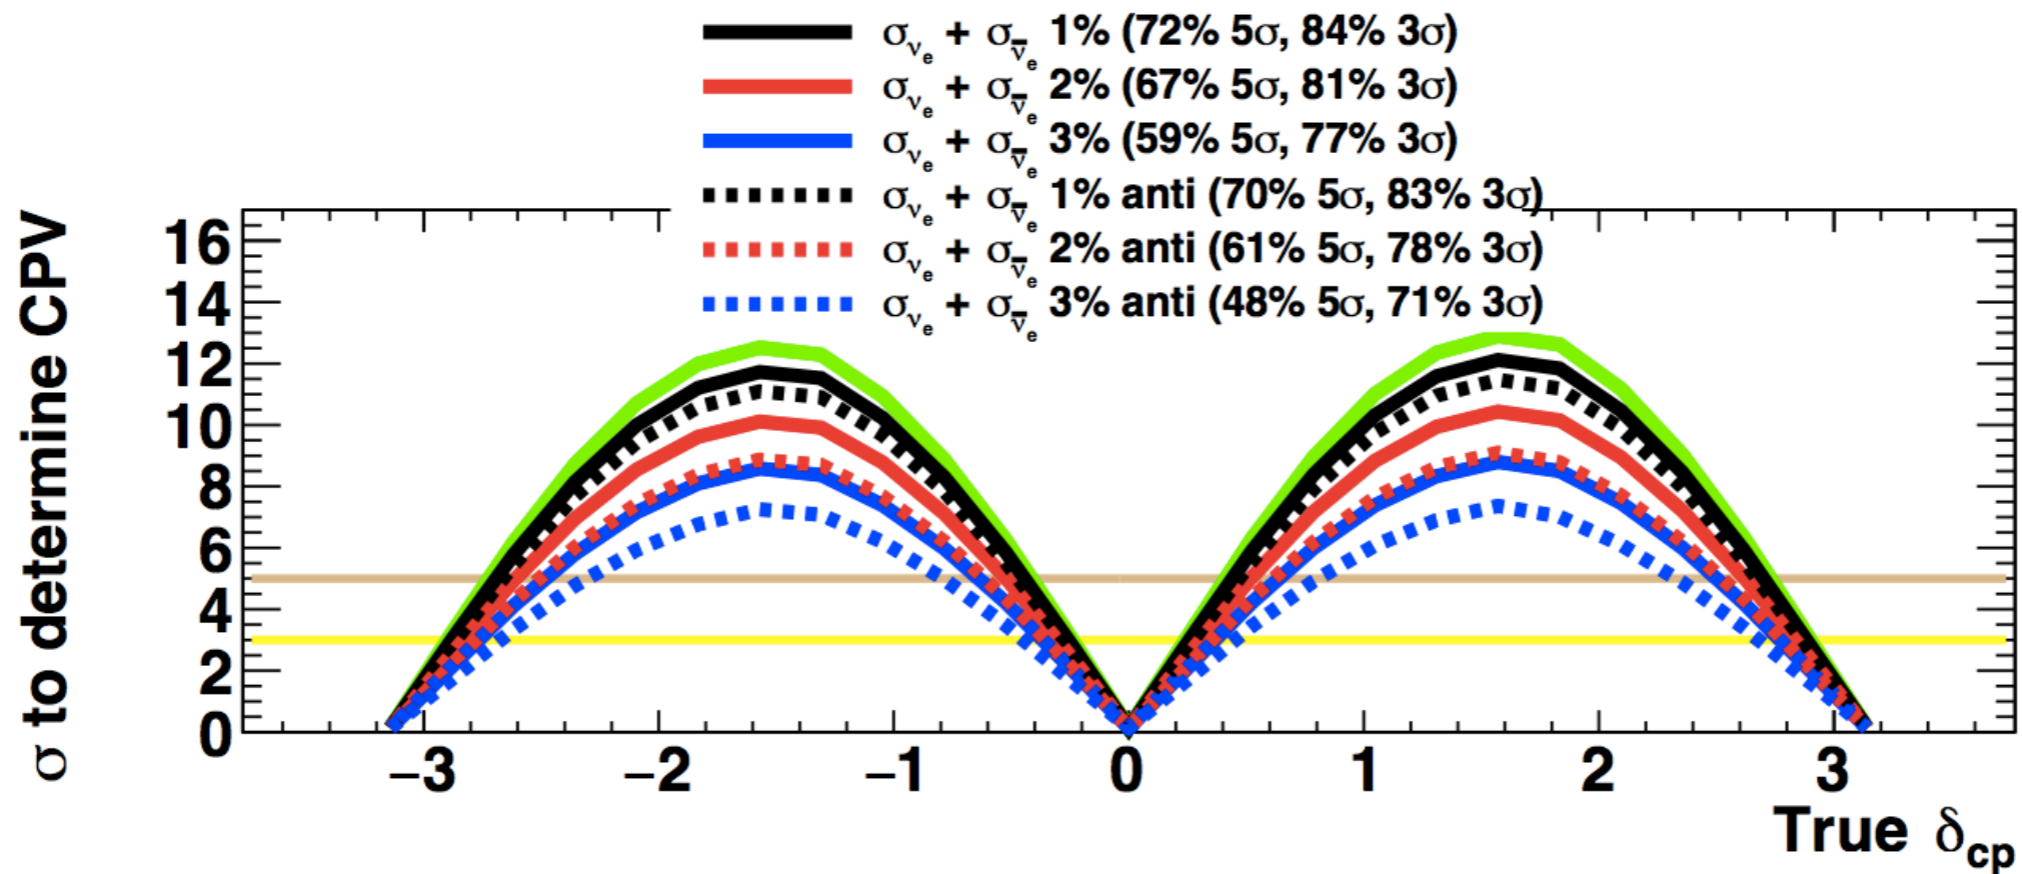 σνe + σν̅e 1% (72% 5σ, 84% 3σ)
σνe + σν̅e 2% (67% 5σ, 81% 3σ)
σνe + σν̅e 3% (59% 5σ, 77% 3σ)
σνe + σν̅e 1% anti (70% 5σ, 83% 3σ)
σνe + σν̅e 2% anti (61% 5σ, 78% 3σ)
σνe + σν̅e 3% anti (48% 5σ, 71% 3σ)
σ to determine CPV
16
14
12
10
8
6
4
2
0
−3 −2 −1 0 1 2 3
True δcp